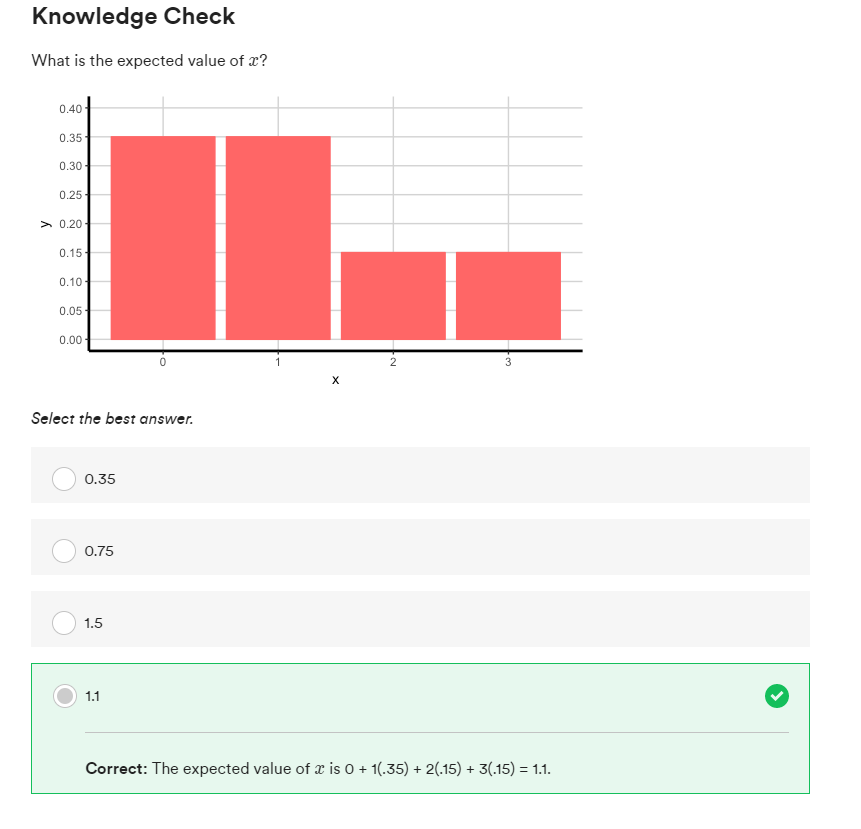 Knowledge Check
What is the expected value of x?
0.40
0.35
0.30
0.25
0.20
0.15
0.10
0.05
0.00
y
0 1 2 3
x
Select the best answer.
0.35
0.75
1.5
1.1
Correct: The expected value of x is 0 + 1(.35) + 2(.15) + 3(.15) = 1.1.